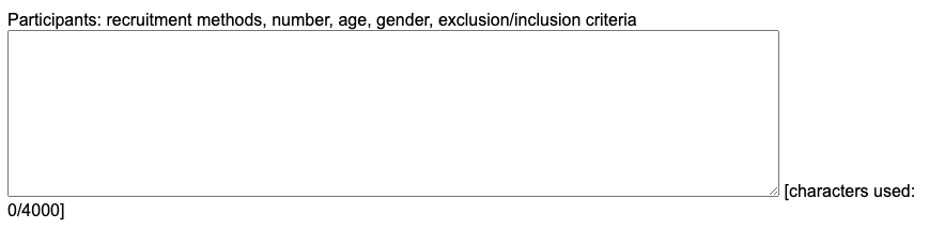 Participants: recruitment methods, number, age, gender, exclusion/inclusion criteria
[characters used:
0/4000]